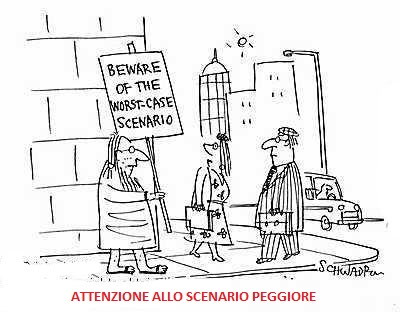 BEWARE
OF THE
WORST-CASE
SCENARIO
SCHWADRON
ATTENZIONE ALLO SCENARIO PEGGIORE